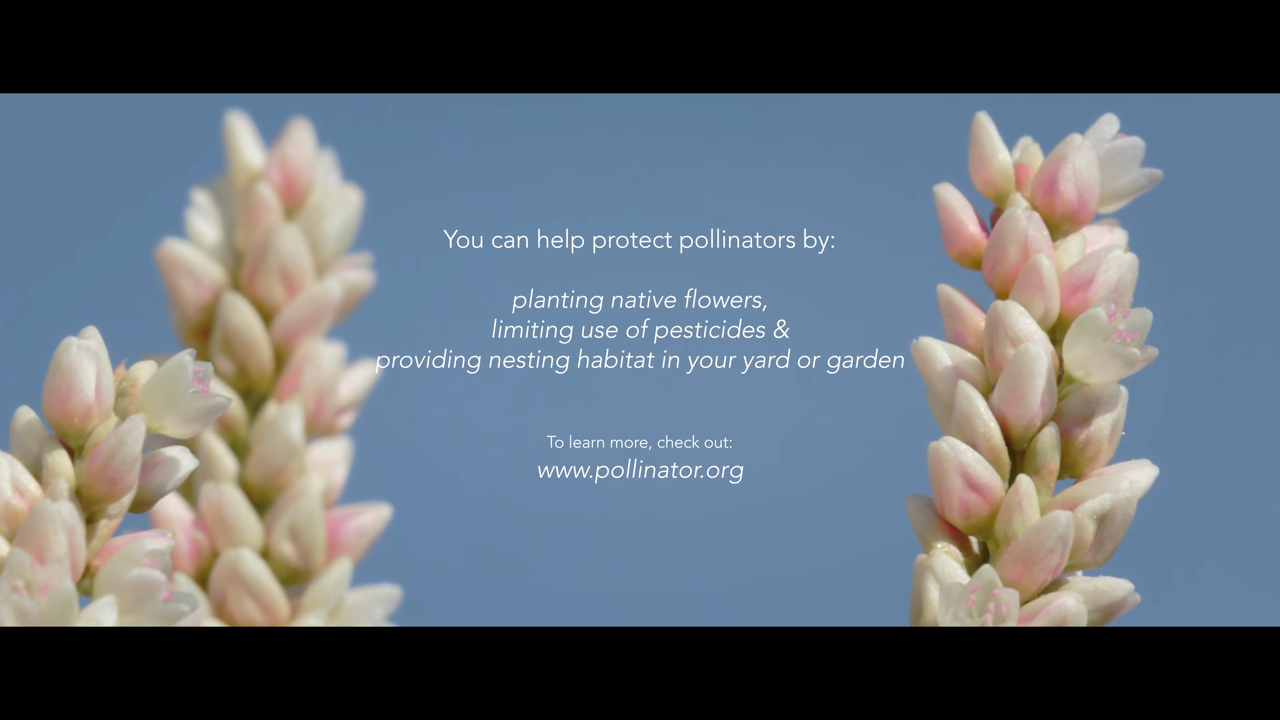 You can help protect pollinators by:
planting native flowers,
limiting use of pesticides &
providing nesting habitat in your yard or garden
To learn more, check out:
www.pollinator.org